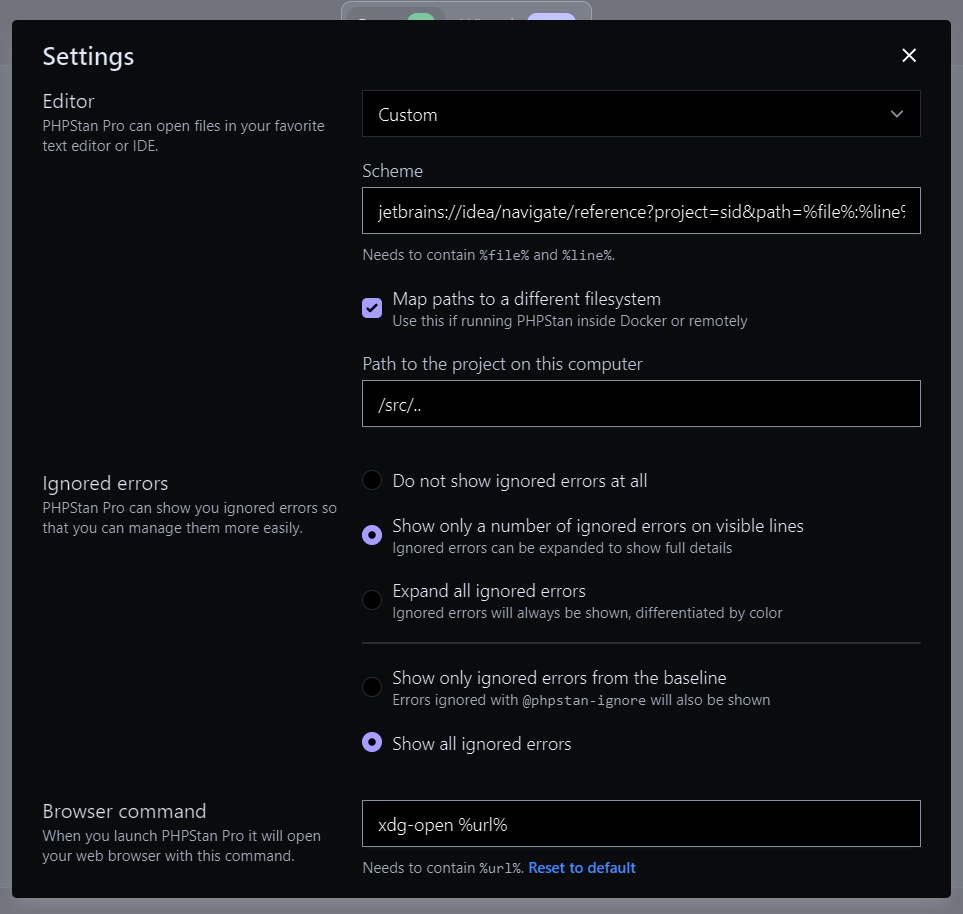 Settings
Editor
PHPStan Pro can open files in your favorite
text editor or IDE.
Custom
Scheme
jetbrains://idea/navigate/reference?project=sid&path=%file%:%line%
Needs to contain %file% and %line%.
Map paths to a different filesystem
Use this if running PHPStan inside Docker or remotely
Path to the project on this computer
/src/..
Ignored errors
PHPStan Pro can show you ignored errors so
that you can manage them more easily.
Do not show ignored errors at all
Show only a number of ignored errors on visible lines
Ignored errors can be expanded to show full details
Expand all ignored errors
Ignored errors will always be shown, differentiated by color
Show only ignored errors from the baseline
Errors ignored with @phpstan-ignore will also be shown
Show all ignored errors
Browser command
When you launch PHPStan Pro it will open
your web browser with this command.
xdg-open %url%
Needs to contain %url%. Reset to default